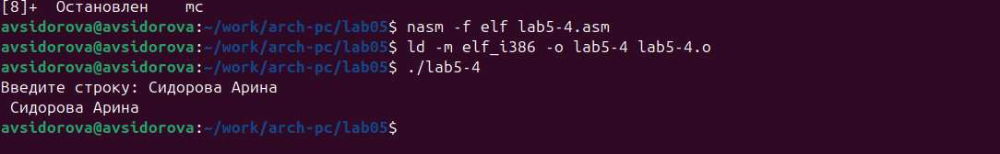 [8]+  Остановлен    mc
avsidorova@avsidorova:~/work/arch-pc/lab05$ nasm -f elf lab5-4.asm
avsidorova@avsidorova:~/work/arch-pc/lab05$ ld -m elf_i386 -o lab5-4 lab5-4.o
avsidorova@avsidorova:~/work/arch-pc/lab05$ ./lab5-4
Введите строку: Сидорова Арина
 Сидорова Арина
avsidorova@avsidorova:~/work/arch-pc/lab05$